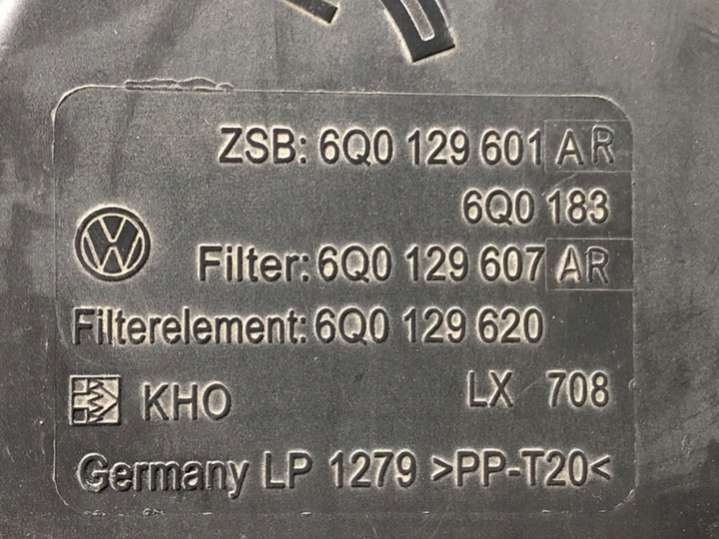 ZSB: 6Q0 129 601 AR
6Q0 183
Filter: 6Q0 129 607 AR
Filterelement: 6Q0 129 620
KHO LX 708
Germany LP 1279 >PP-T20<